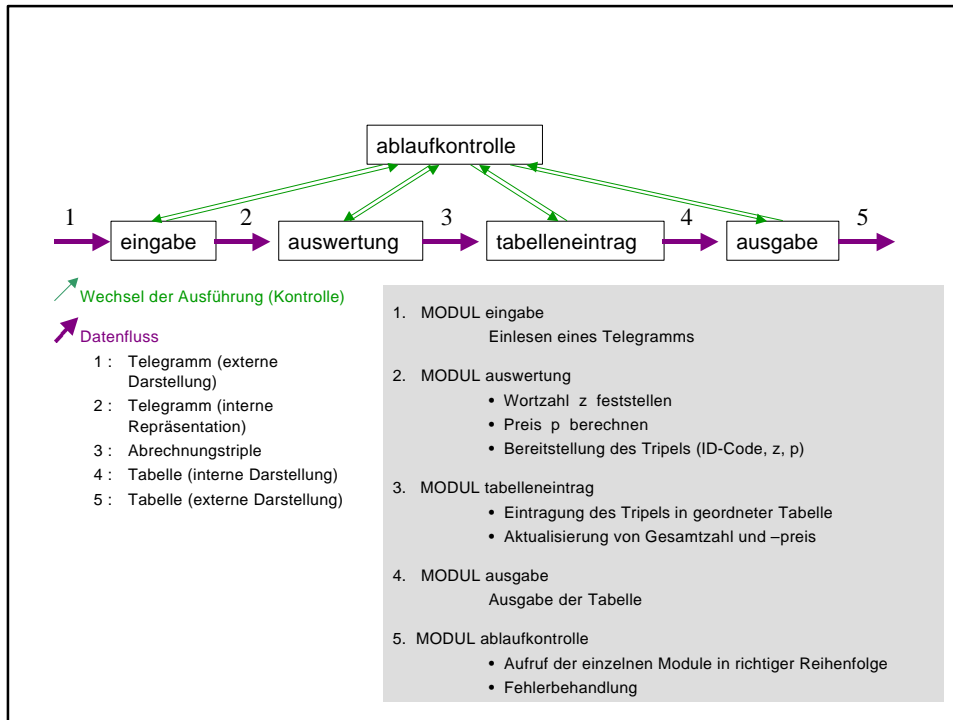 ablaufkontrolle
1
2
3
4
5
eingabe
auswertung
tabelleneintrag
ausgabe
Wechsel der Ausführung (Kontrolle)
Datenfluss
1 : Telegramm (externe
Darstellung)
2 : Telegramm (interne
Repräsentation)
3 : Abrechnungstriple
4 : Tabelle (interne Darstellung)
5 : Tabelle (externe Darstellung)
1. MODUL eingabe
Einlesen eines Telegramms
2. MODUL auswertung
• Wortzahl z feststellen
• Preis p berechnen
• Bereitstellung des Tripels (ID-Code, z, p)
3. MODUL tabelleneintrag
• Eintragung des Tripels in geordneter Tabelle
• Aktualisierung von Gesamtzahl und –preis
4. MODUL ausgabe
Ausgabe der Tabelle
5. MODUL ablaufkontrolle
• Aufruf der einzelnen Module in richtiger Reihenfolge
• Fehlerbehandlung